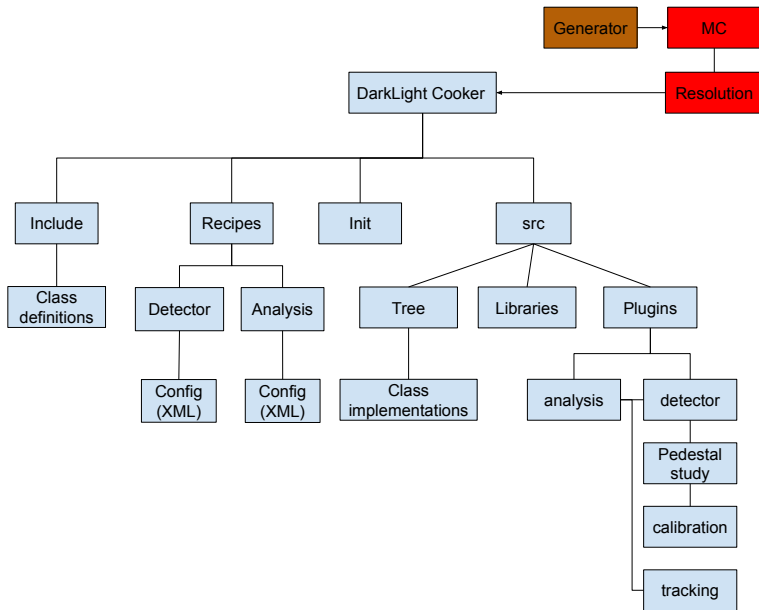 Generator
MC
DarkLight Cooker
Resolution
Include
Recipes
Init
src
Class
definitions
Detector
Analysis
Tree
Libraries
Plugins
Config
(XML)
Config
(XML)
Class
implementations
analysis
detector
Pedestal
study
calibration
tracking